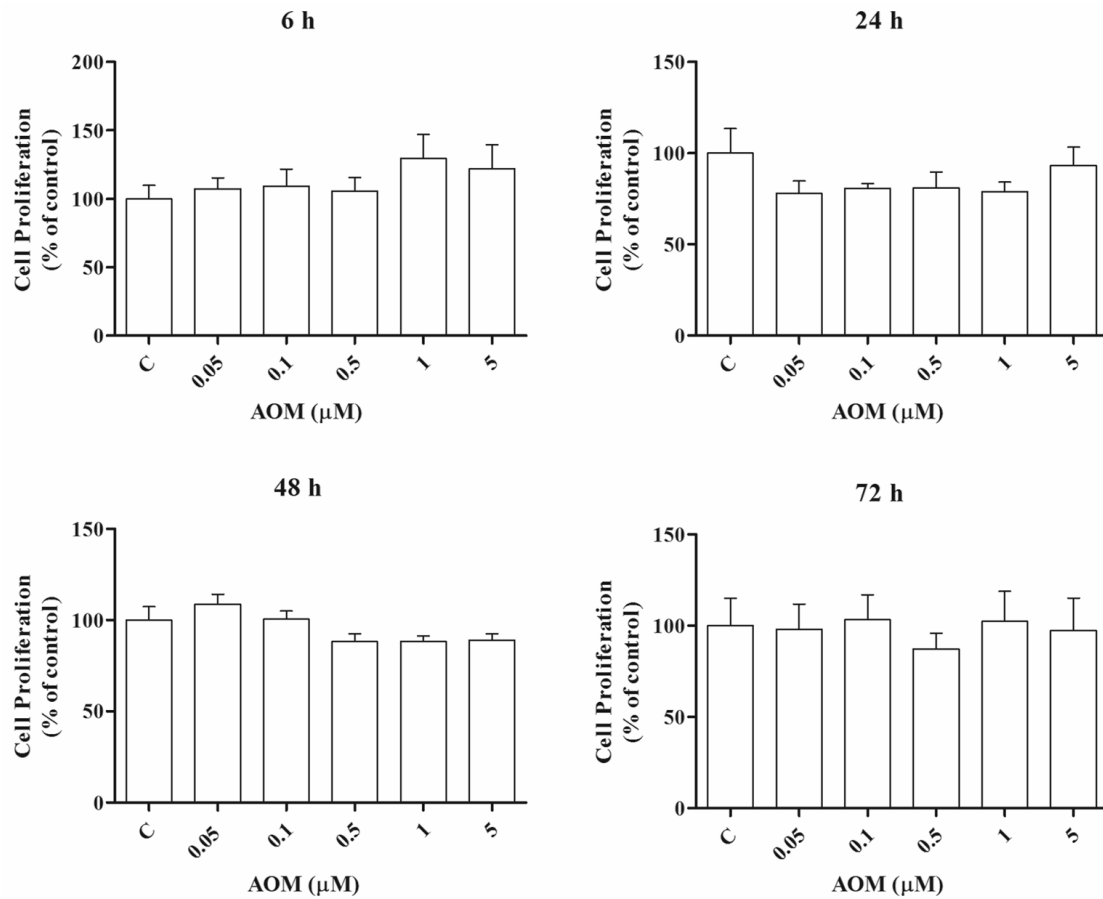 6 h
200
150
100
50
0
Cell Proliferation
(% of control)
C
0.05
0.1
0.5
1
5
AOM (μM)
24 h
150
100
50
0
Cell Proliferation
(% of control)
C
0.05
0.1
0.5
1
5
AOM (μM)
48 h
150
100
50
0
Cell Proliferation
(% of control)
C
0.05
0.1
0.5
1
5
AOM (μM)
72 h
150
100
50
0
Cell Proliferation
(% of control)
C
0.05
0.1
0.5
1
5
AOM (μM)